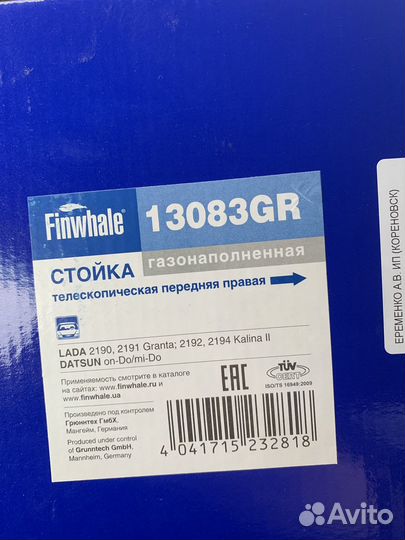 Finwhale®
13083GR
СТОЙКА
газонаполненная
телескопическая передняя правая
LADA 2190, 2191 Granta; 2192, 2194 Kalina II
DATSUN on-Do/mi-Do
Применяемость смотрите в каталоге
на сайтах: www.finwhale.ru и
www.finwhale.ua
EAC
TÜV
CERT
ISO/TS 16949:2009
Произведено под контролем
Грюннтех ГмбХ,
Мангейм, Германия
Produced under control
of Grunntech GmbH,
Mannheim, Germany
4 041715 232818
ЕРЕМЕНКО А.В. ИП (КОРЕНОВСК)
Avito